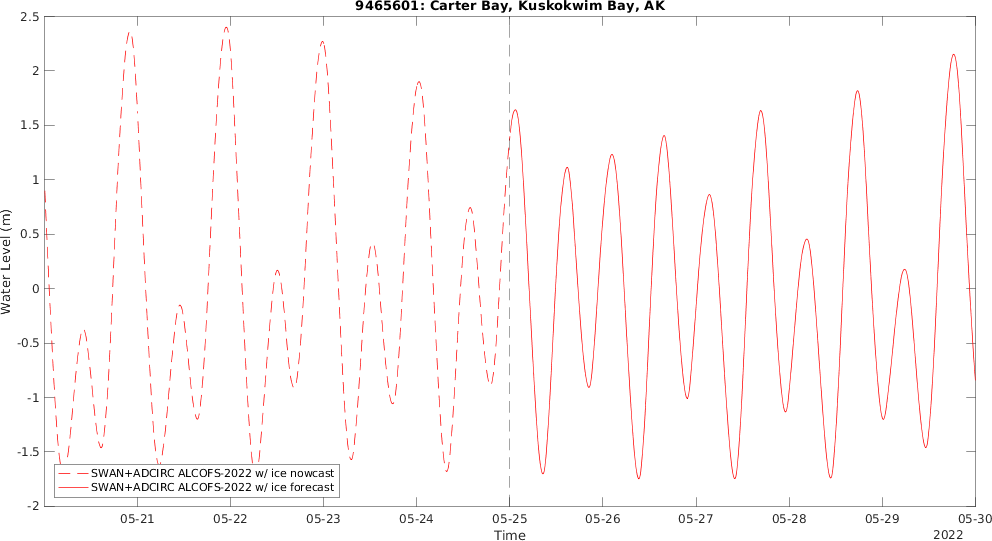 9465601: Carter Bay, Kuskokwim Bay, AK
2.5
2
1.5
1
0.5
0
-0.5
-1
-1.5
-2
Water Level (m)
SWAN+ADCIRC ALCOFS-2022 w/ ice nowcast
SWAN+ADCIRC ALCOFS-2022 w/ ice forecast
05-21 05-22 05-23 05-24 05-25 05-26 05-27 05-28 05-29 05-30
Time
2022